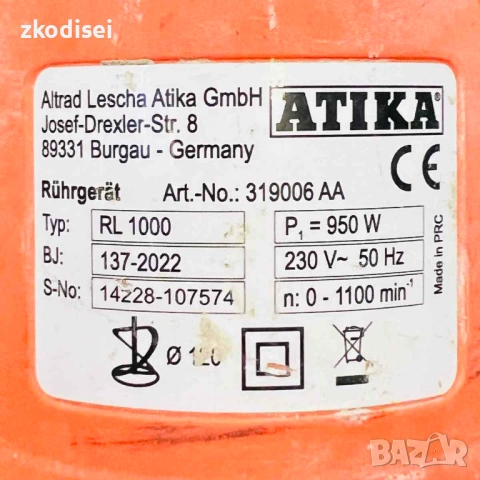 zkodisei
Altrad Lescha Atika GmbH
Josef-Drexler-Str. 8
89331 Burgau - Germany
ATIKA®
CE
Rührgerät Art.-No.: 319006 AA
Typ: RL 1000
P1 = 950 W
BJ: 137-2022
230 V~ 50 Hz
S-No: 14228-107574
n: 0 - 1100 min-1
Made in PRC
Ø 120
BAZAR